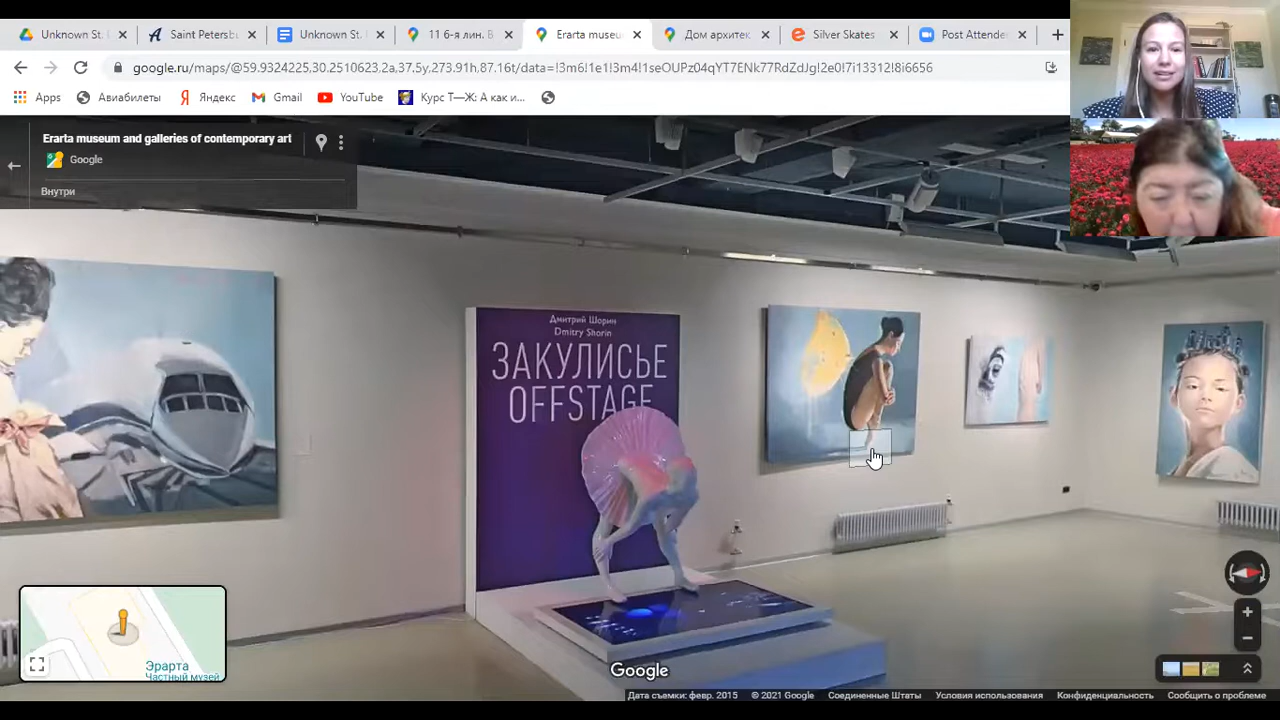 Unknown St. 
Saint Petersb
Unknown St.
11 6-я лин. В
Erarta museu
Дом архитек
Silver Skates
Post Attende
google.ru/maps/@59.9324225,30.2510623,2a,37.5y,273.37h,87.16t/data=!3m6!1e1!3m4!1seOUPz04qYT7ENk77RdZdJg!2e0!7i13312!8i6656
Apps
Авиабилеты
Яндекс
Gmail
YouTube
Курс Т—Ж: А как и...
Erarta museum and galleries of contemporary art
Google
Внутри
Дмитрий Шорин
Dmitry Shorin
ЗАКУЛИСЬЕ
OFFSTAGE
Эрарта
Частный музей
Google
Дата съемки: февр. 2015
© 2021 Google
Соединенные Штаты
Условия использования
Конфиденциальность
Сообщить о проблеме